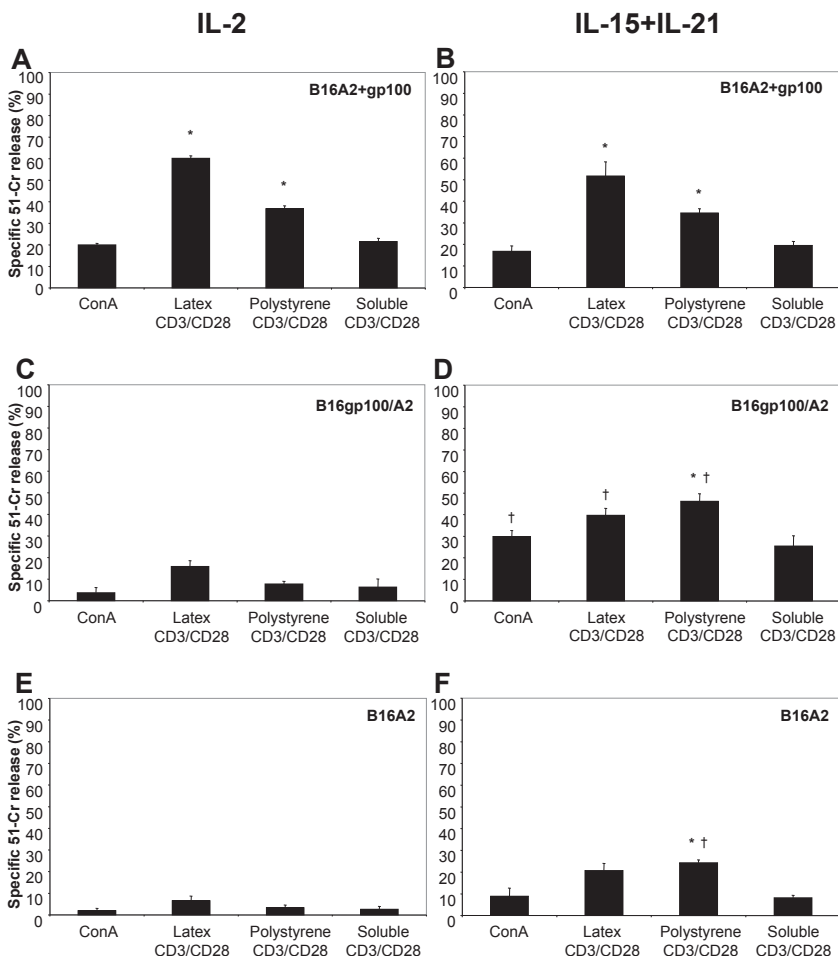 IL-2
IL-15+IL-21
A
Specific 51-Cr release (%)
100
90
80
70
60
50
40
30
20
10
0
B16A2+gp100
*
*
ConA
Latex
CD3/CD28
Polystyrene
CD3/CD28
Soluble
CD3/CD28
B
100
90
80
70
60
50
40
30
20
10
0
B16A2+gp100
*
*
ConA
Latex
CD3/CD28
Polystyrene
CD3/CD28
Soluble
CD3/CD28
C
Specific 51-Cr release (%)
100
90
80
70
60
50
40
30
20
10
0
B16gp100/A2
ConA
Latex
CD3/CD28
Polystyrene
CD3/CD28
Soluble
CD3/CD28
D
100
90
80
70
60
50
40
30
20
10
0
B16gp100/A2
†
†
* †
ConA
Latex
CD3/CD28
Polystyrene
CD3/CD28
Soluble
CD3/CD28
E
Specific 51-Cr release (%)
100
90
80
70
60
50
40
30
20
10
0
B16A2
ConA
Latex
CD3/CD28
Polystyrene
CD3/CD28
Soluble
CD3/CD28
F
100
90
80
70
60
50
40
30
20
10
0
B16A2
* †
ConA
Latex
CD3/CD28
Polystyrene
CD3/CD28
Soluble
CD3/CD28